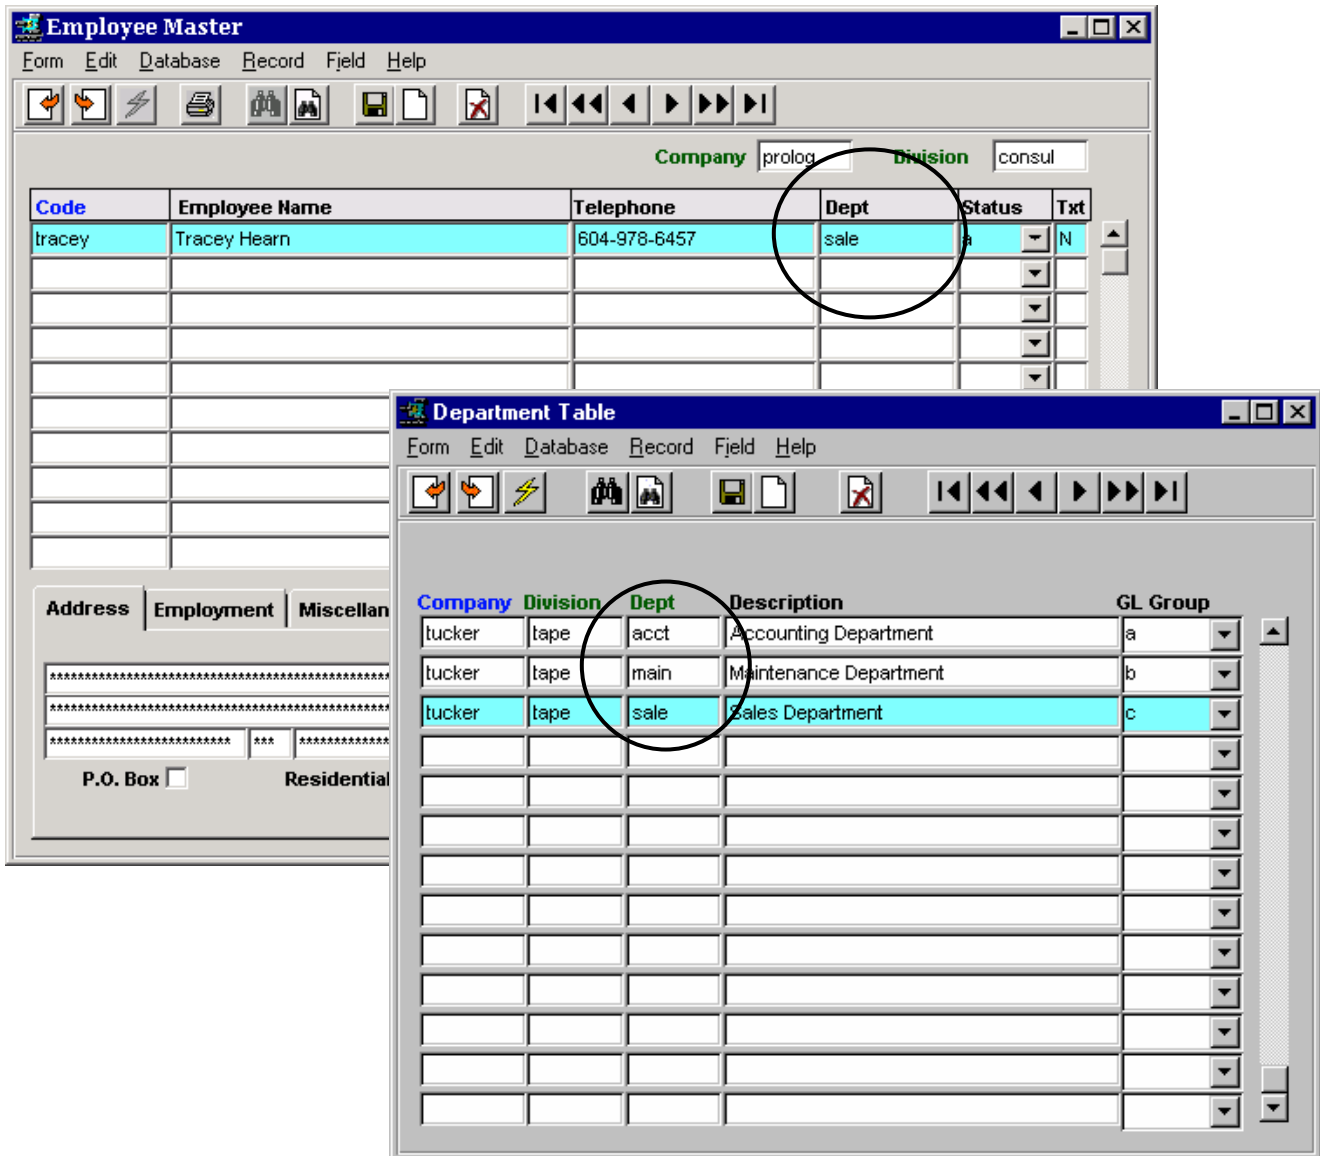 Employee Master
Form Edit Database Record Field Help
Company prolog Division consul
Code Employee Name Telephone Dept Status Txt
tracey Tracey Hearn 604-978-6457 sale a N
Address Employment Miscellan
****************************************************
****************************************************
************************** *** *************
P.O. Box Residential
Department Table
Form Edit Database Record Field Help
Company Division Dept Description GL Group
tucker tape acct Accounting Department a
tucker tape main Maintenance Department b
tucker tape sale Sales Department c